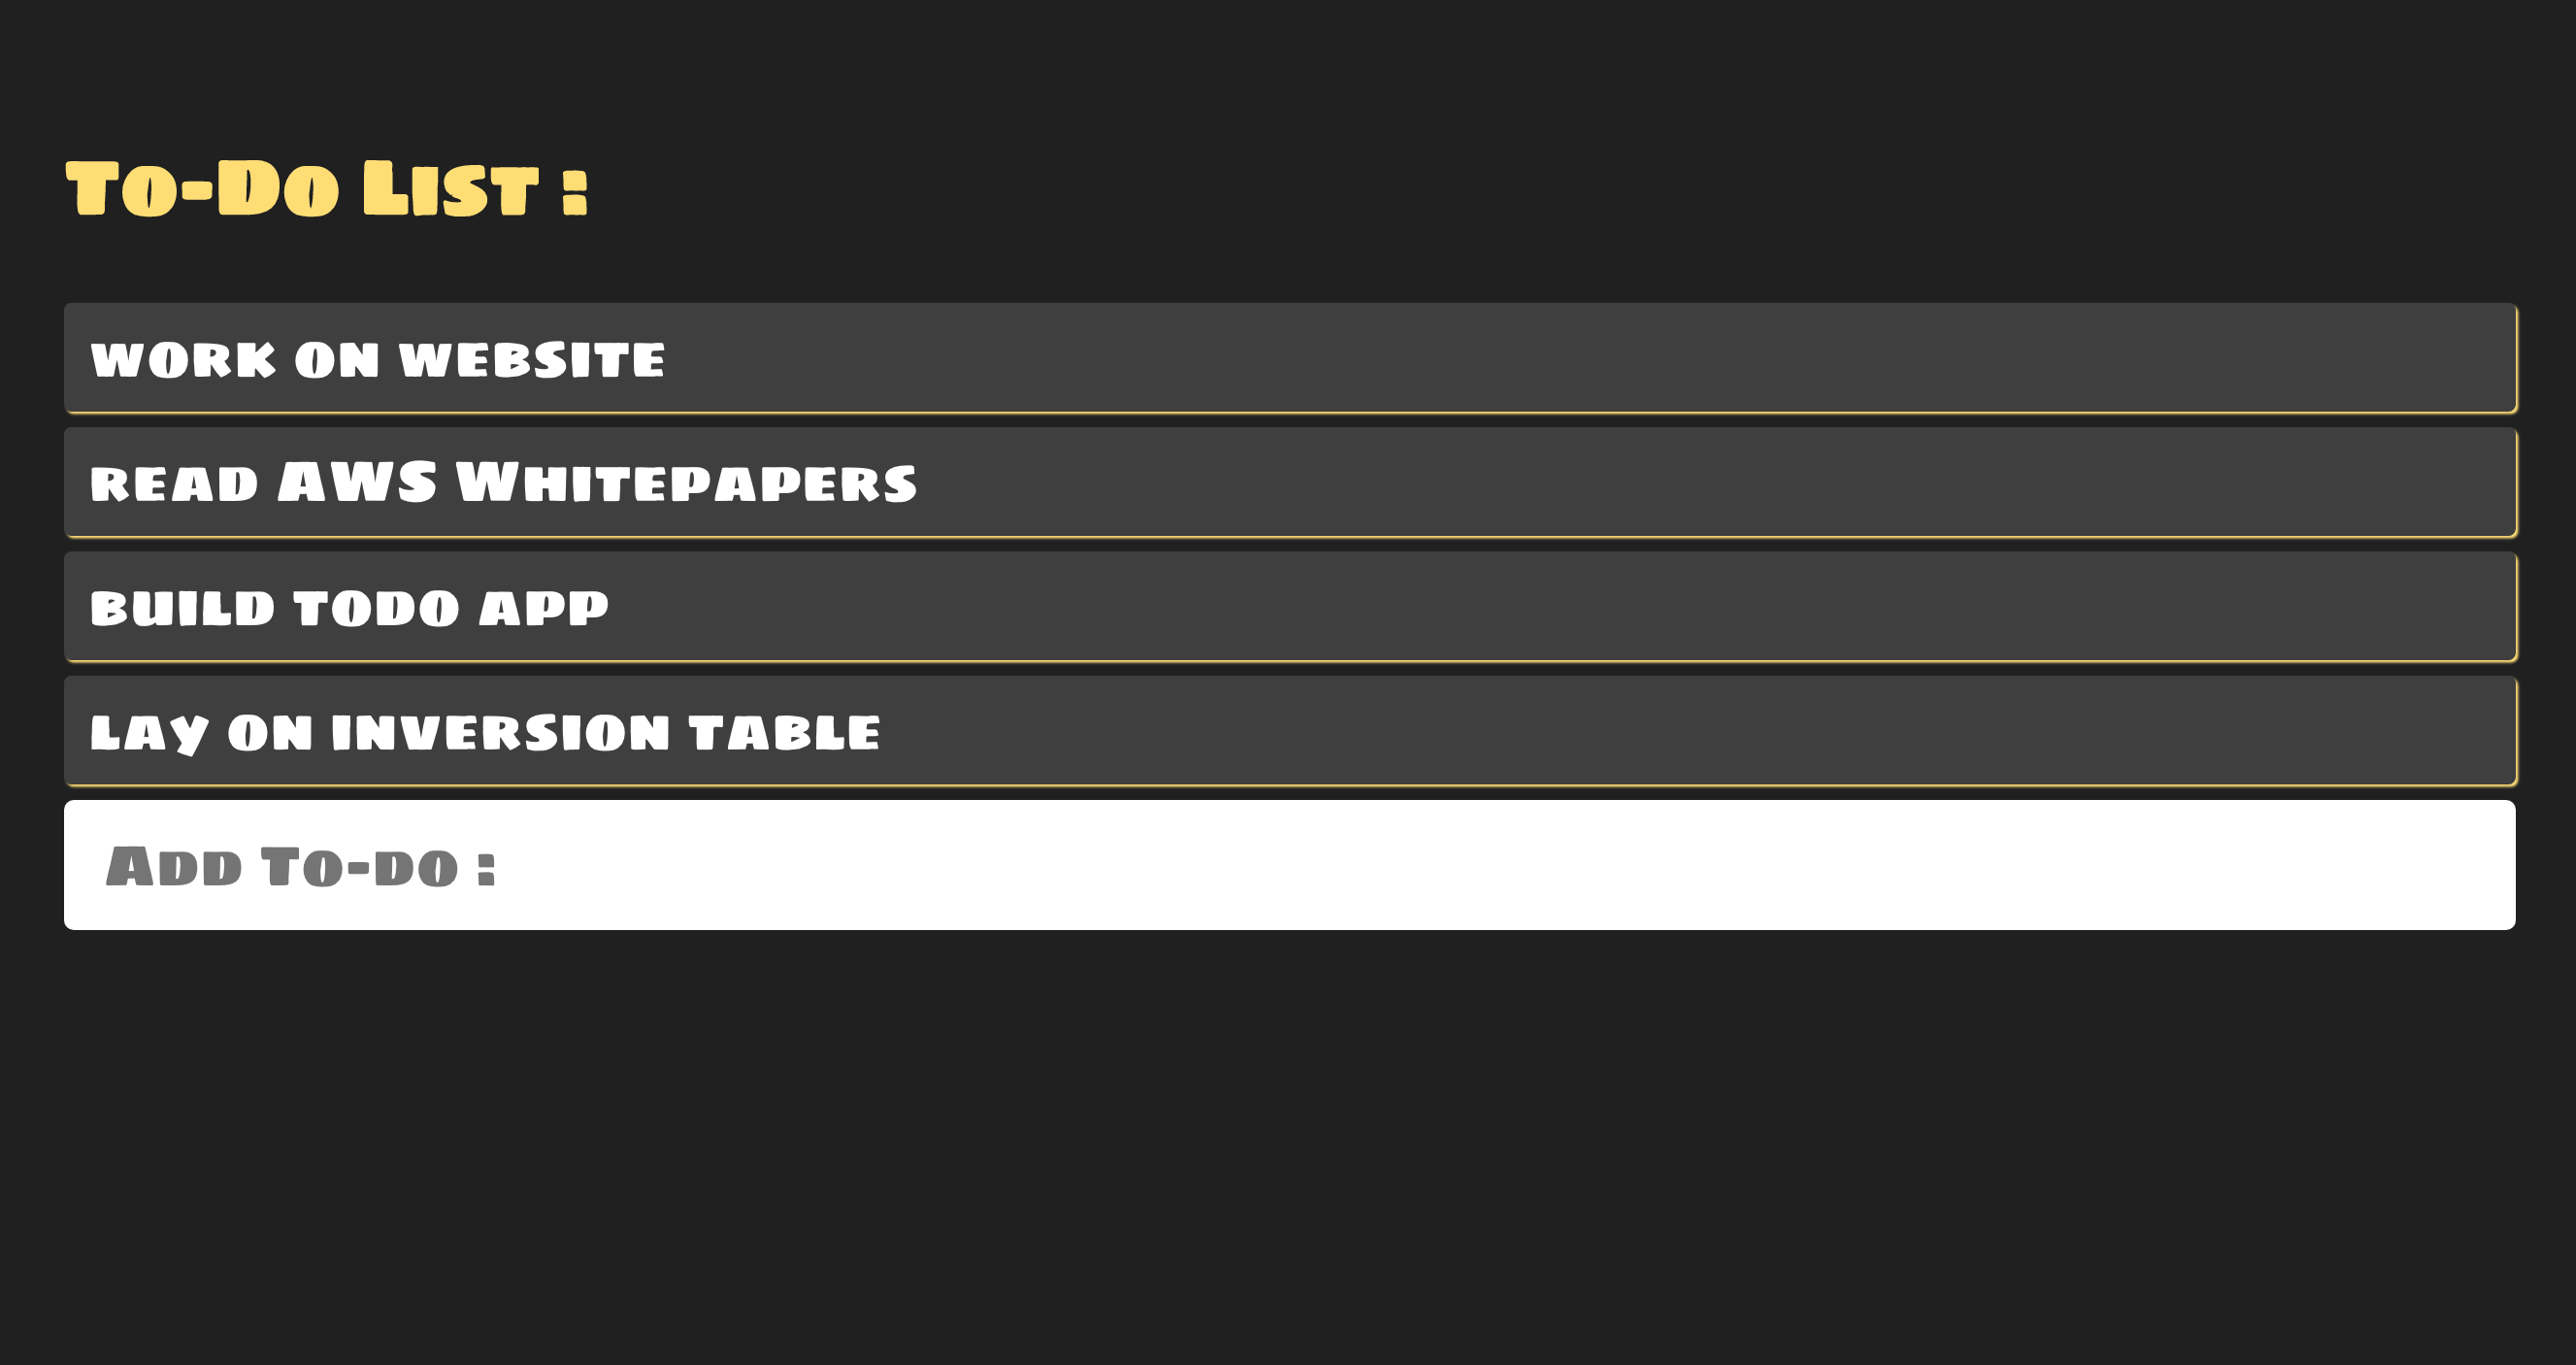 To-Do List :
work on website
read AWS Whitepapers
build todo app
lay on inversion table
Add To-do :